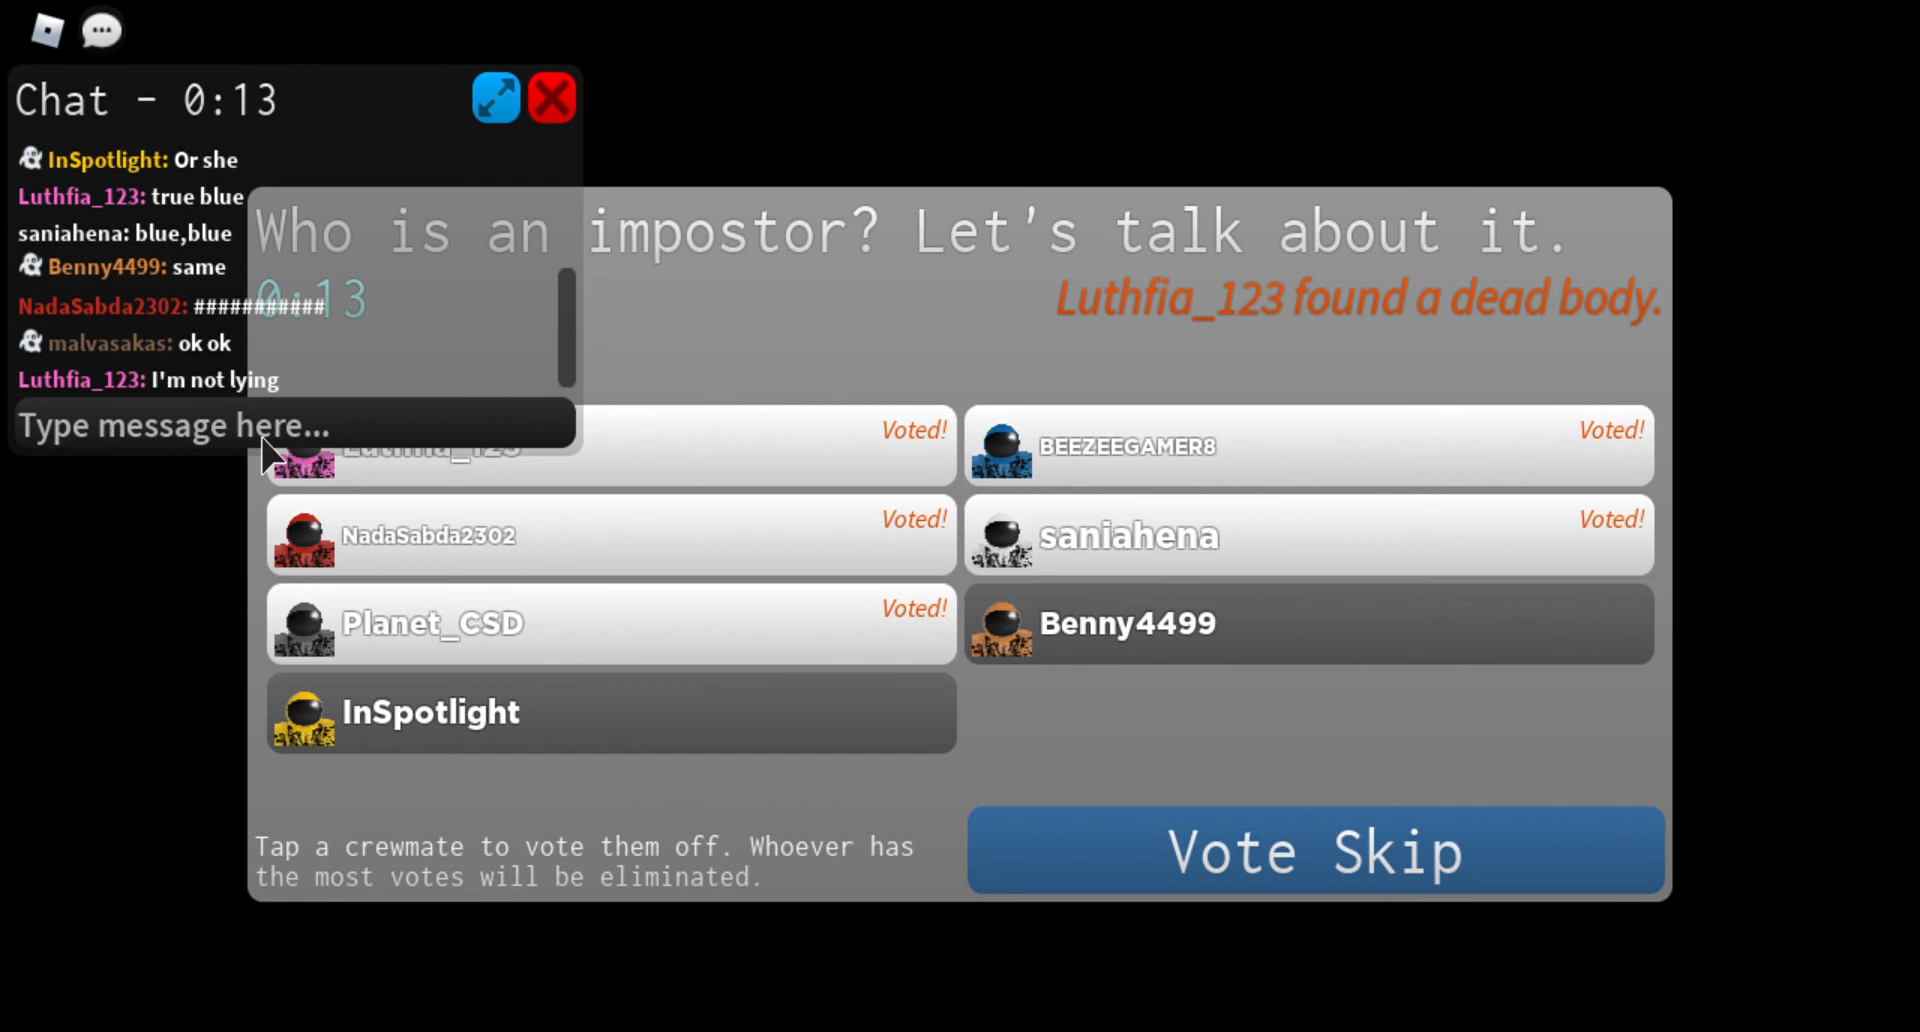 Chat - 0:13
InSpotlight: Or she
Luthfia_123: true blue
saniahena: blue,blue
Benny4499: same
NadaSabda2302: ###########
malvasakas: ok ok
Luthfia_123: I'm not lying
Type message here...
Who is an impostor? Let's talk about it.
0:13
Luthfia_123 found a dead body.
Luthfia_123
Voted!
BEEZEEGAMER8
Voted!
NadaSabda2302
Voted!
saniahena
Voted!
Planet_CSD
Voted!
Benny4499
InSpotlight
Tap a crewmate to vote them off. Whoever has
the most votes will be eliminated.
Vote Skip